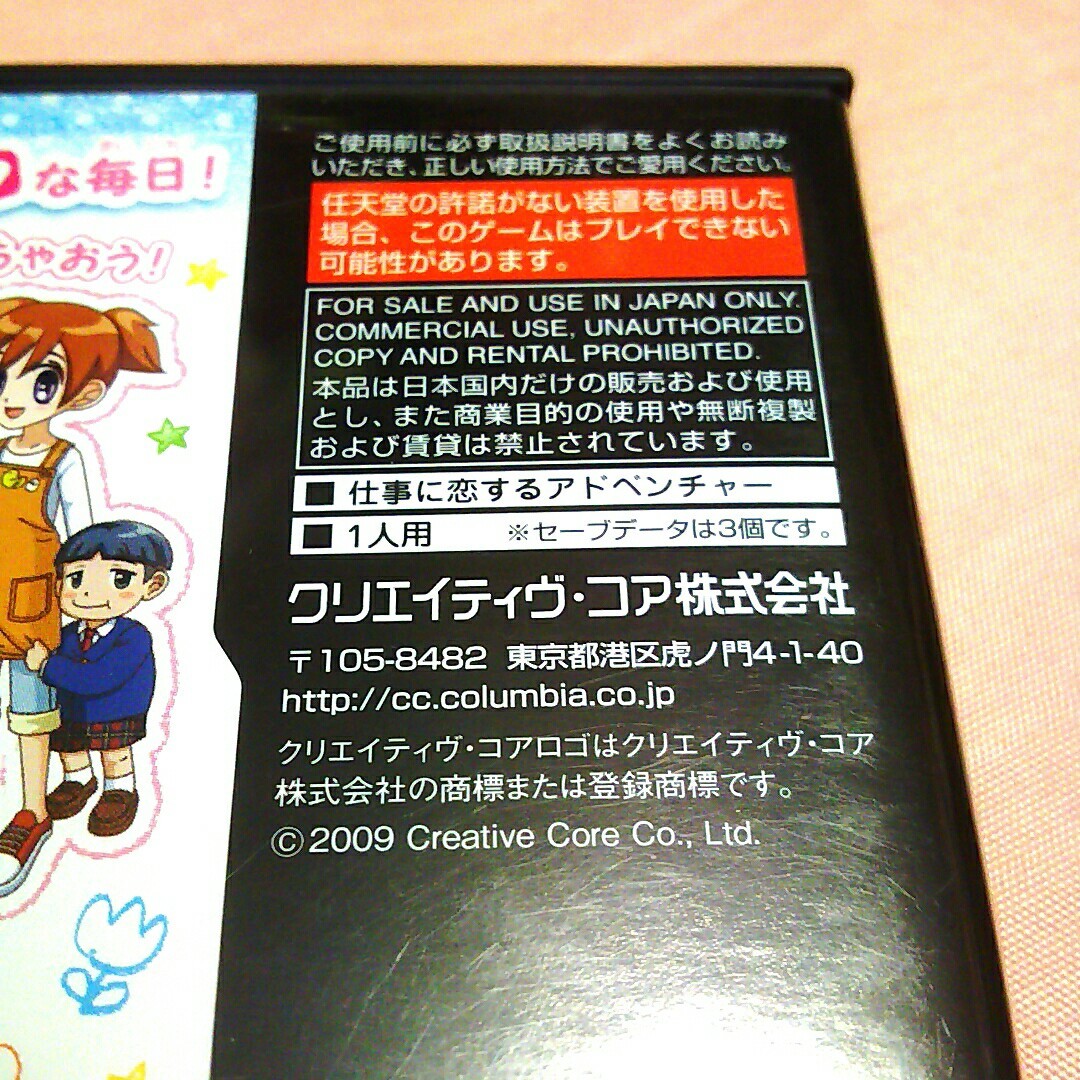 な毎日！
ちゃおう！
ご使用前に必ず取扱説明書をよくお読み
いただき、正しい使用方法でご愛用ください。
任天堂の許諾がない装置を使用した
場合、このゲームはプレイできない
可能性があります。
FOR SALE AND USE IN JAPAN ONLY.
COMMERCIAL USE, UNAUTHORIZED
COPY AND RENTAL PROHIBITED.
本品は日本国内だけの販売および使用
とし、また商業目的の使用や無断複製
および賃貸は禁止されています。
■ 仕事に恋するアドベンチャー
■ 1人用 ※セーブデータは3個です。
クリエイティヴ・コア株式会社
〒105-8482 東京都港区虎ノ門4-1-40
http://cc.columbia.co.jp
クリエイティヴ・コアロゴはクリエイティヴ・コア
株式会社の商標または登録商標です。
©2009 Creative Core Co., Ltd.